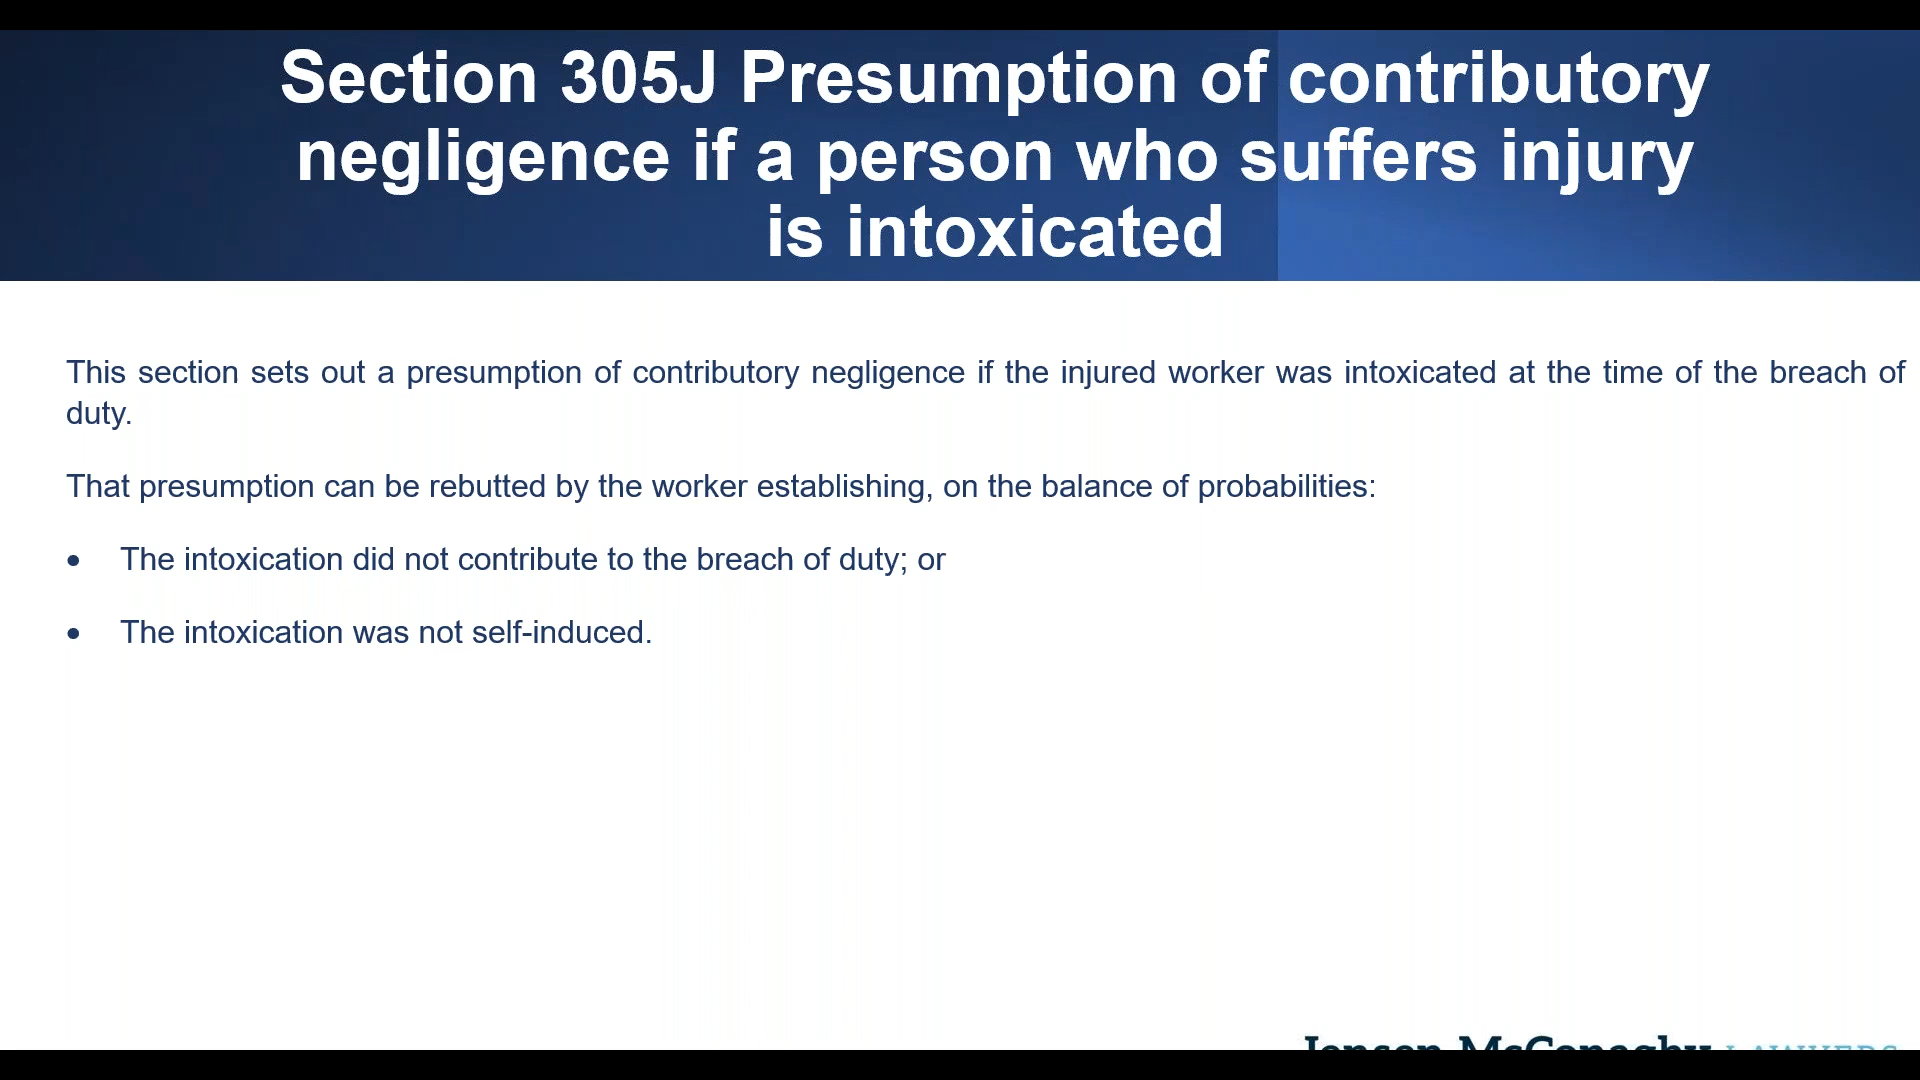 Section 305J Presumption of contributory
negligence if a person who suffers injury
is intoxicated
This section sets out a presumption of contributory negligence if the injured worker was intoxicated at the time of the breach of
duty.
That presumption can be rebutted by the worker establishing, on the balance of probabilities:
• The intoxication did not contribute to the breach of duty; or
• The intoxication was not self-induced.
Jensen McConaghy LAWYERS